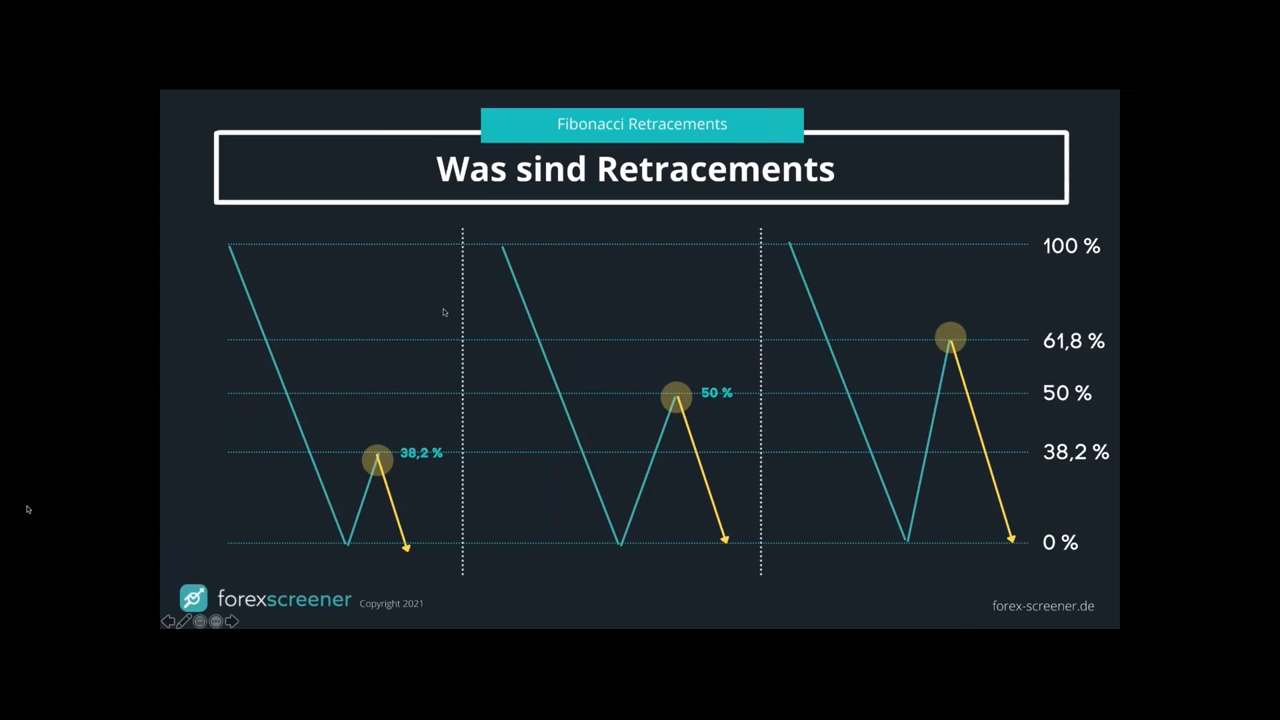 Fibonacci Retracements
Was sind Retracements
100 %
61,8 %
50 %
50 %
38,2 %
38,2 %
0 %
forexscreener Copyright 2021
forex-screener.de